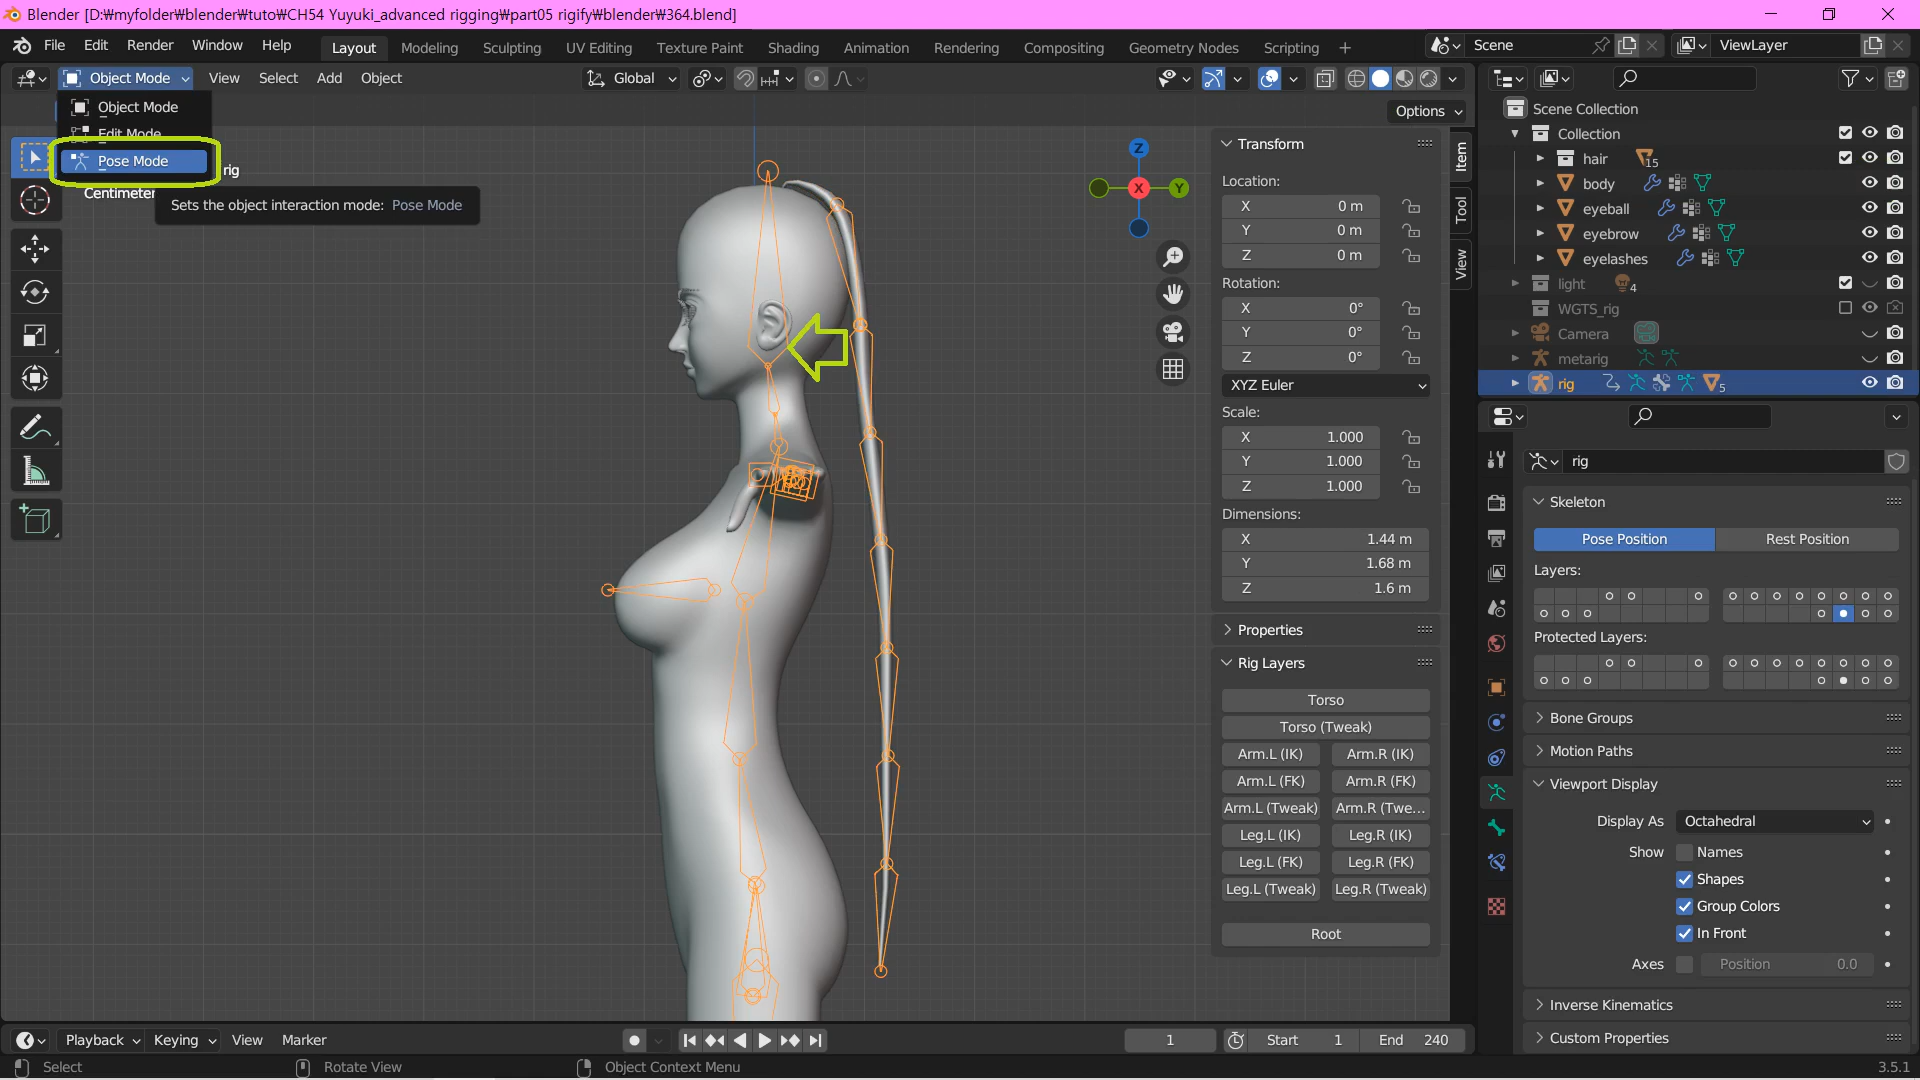 Blender [D:₩myfolder₩blender₩tuto₩CH54 Yuyuki_advanced rigging₩part05 rigify₩blender₩364.blend]
File Edit Render Window Help
Layout Modeling Sculpting UV Editing Texture Paint Shading Animation Rendering Compositing Geometry Nodes Scripting +
Scene
ViewLayer
Object Mode View Select Add Object
Global
Options
Object Mode
Edit Mode
Pose Mode
rig
Centimeter
Sets the object interaction mode: Pose Mode
Z
X
Y
Item
Tool
View
Transform
Location:
X 0 m
Y 0 m
Z 0 m
Rotation:
X 0°
Y 0°
Z 0°
XYZ Euler
Scale:
X 1.000
Y 1.000
Z 1.000
Dimensions:
X 1.44 m
Y 1.68 m
Z 1.6 m
Properties
Rig Layers
Torso
Torso (Tweak)
Arm.L (IK) Arm.R (IK)
Arm.L (FK) Arm.R (FK)
Arm.L (Tweak) Arm.R (Twe...
Leg.L (IK) Leg.R (IK)
Leg.L (FK) Leg.R (FK)
Leg.L (Tweak) Leg.R (Tweak)
Root
Scene Collection
Collection
hair 15
body
eyeball
eyebrow
eyelashes
light 4
WGTS_rig
Camera
metarig
rig 5
rig
Skeleton
Pose Position Rest Position
Layers:
Protected Layers:
Bone Groups
Motion Paths
Viewport Display
Display As Octahedral
Show Names
Shapes
Group Colors
In Front
Axes Position 0.0
Inverse Kinematics
Custom Properties
Playback Keying View Marker
1
Start 1
End 240
Select
Rotate View
Object Context Menu
3.5.1